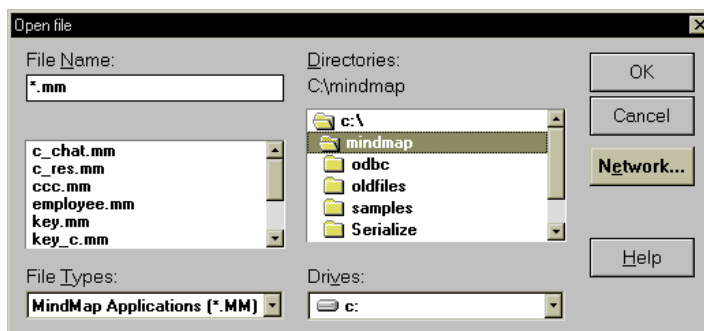 Open file
File Name:
*.mm
c_chat.mm
c_res.mm
ccc.mm
employee.mm
key.mm
key_c.mm
File Types:
MindMap Applications (*.MM)
Directories:
C:\mindmap
c:\
mindmap
odbc
oldfiles
samples
Serialize
Drives:
c:
OK
Cancel
Network...
Help